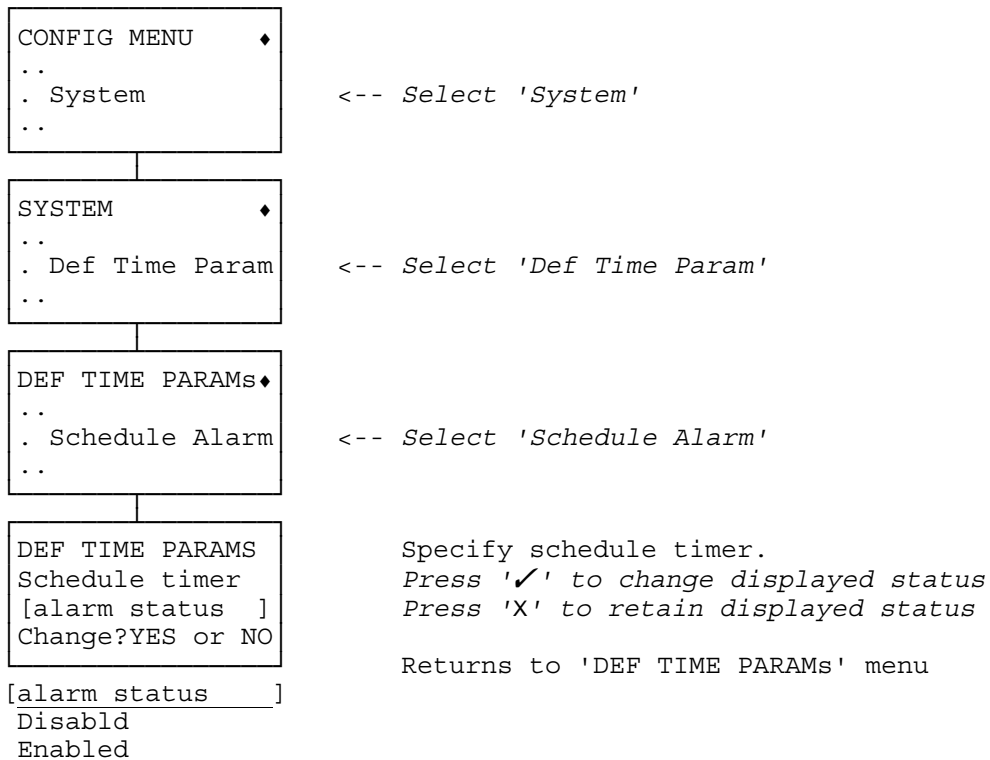 CONFIG MENU ♦
..
. System <-- Select 'System'
..
SYSTEM ♦
..
. Def Time Param <-- Select 'Def Time Param'
..
DEF TIME PARAMs♦
..
. Schedule Alarm <-- Select 'Schedule Alarm'
..
DEF TIME PARAMS Specify schedule timer.
Schedule timer Press '✓' to change displayed status
[alarm status ] Press 'X' to retain displayed status
Change?YES or NO
Returns to 'DEF TIME PARAMs' menu
[alarm status ]
Disabld
Enabled